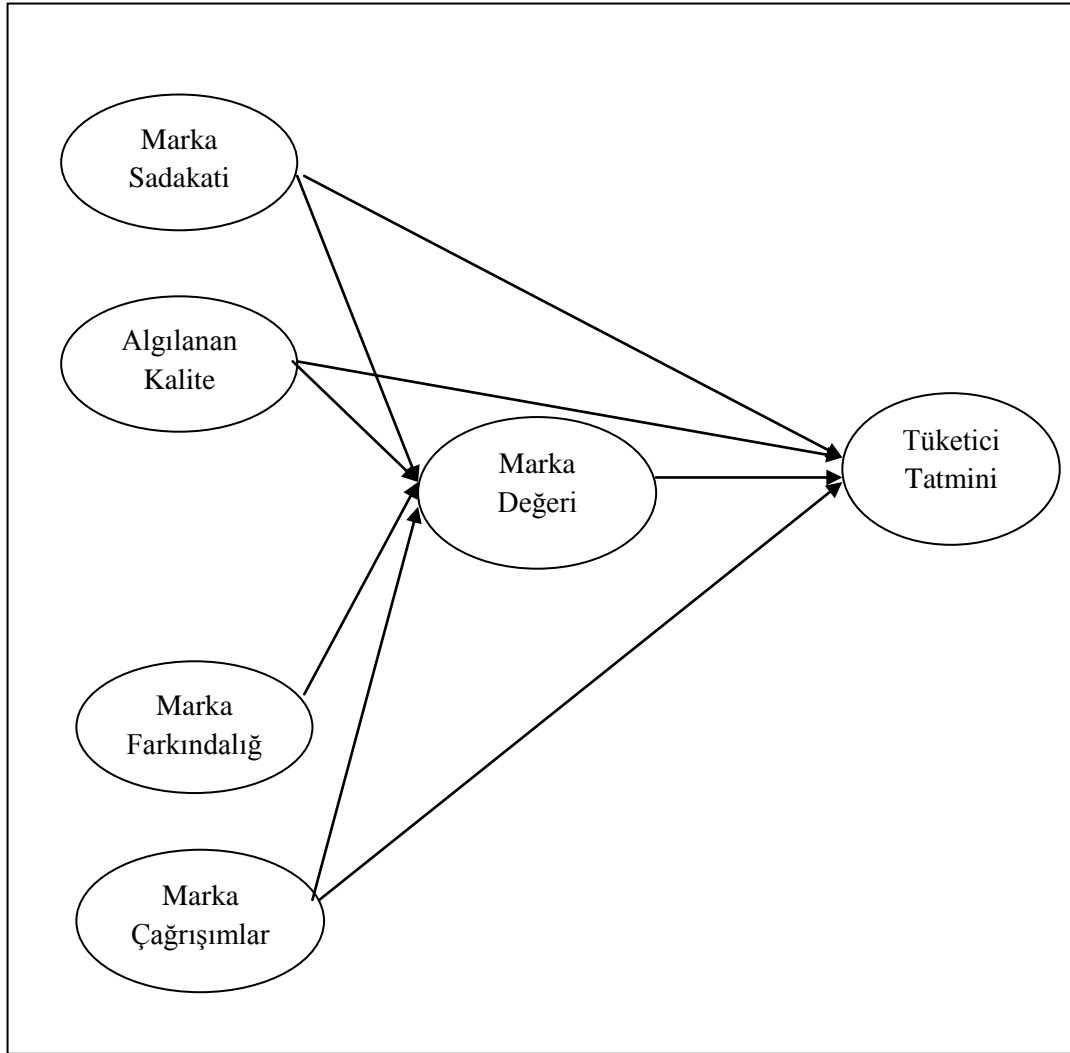 Marka
Sadakati
Algılanan
Kalite
Marka
Değeri
Tüketici
Tatmini
Marka
Farkındalığ
Marka
Çağrışımlar